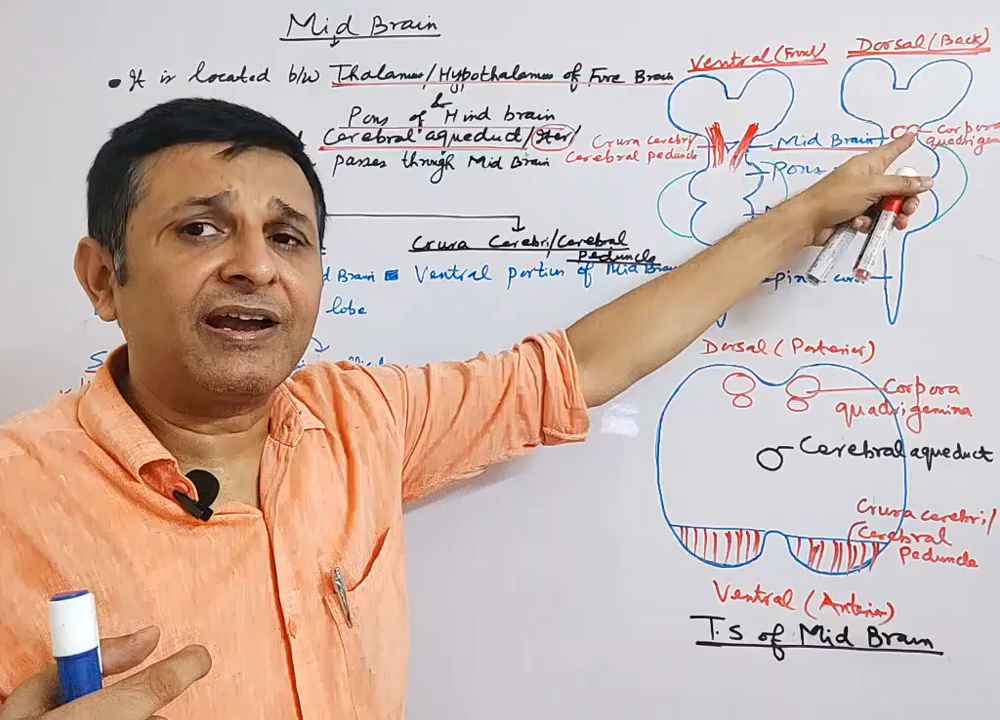 Mid Brain
• It is located b/w Thalamus/Hypothalamus of Fore Brain
&
Pons of Hind brain
Cerebral aqueduct/Iter/
passes through Mid Brain
Crura Cerebri/Cerebral
Peduncle
Brain = Ventral portion of Mid Brain
lobe
Ventral (Front)
Dorsal (Back)
Crura Cerebri/
Cerebral Peduncle
Mid Brain
Corpora
quadrigemina
Pons
Dorsal (Posterior)
Corpora
quadrigemina
Cerebral aqueduct
Crura cerebri/
Cerebral
Peduncle
Ventral (Anterior)
T.S of Mid Brain